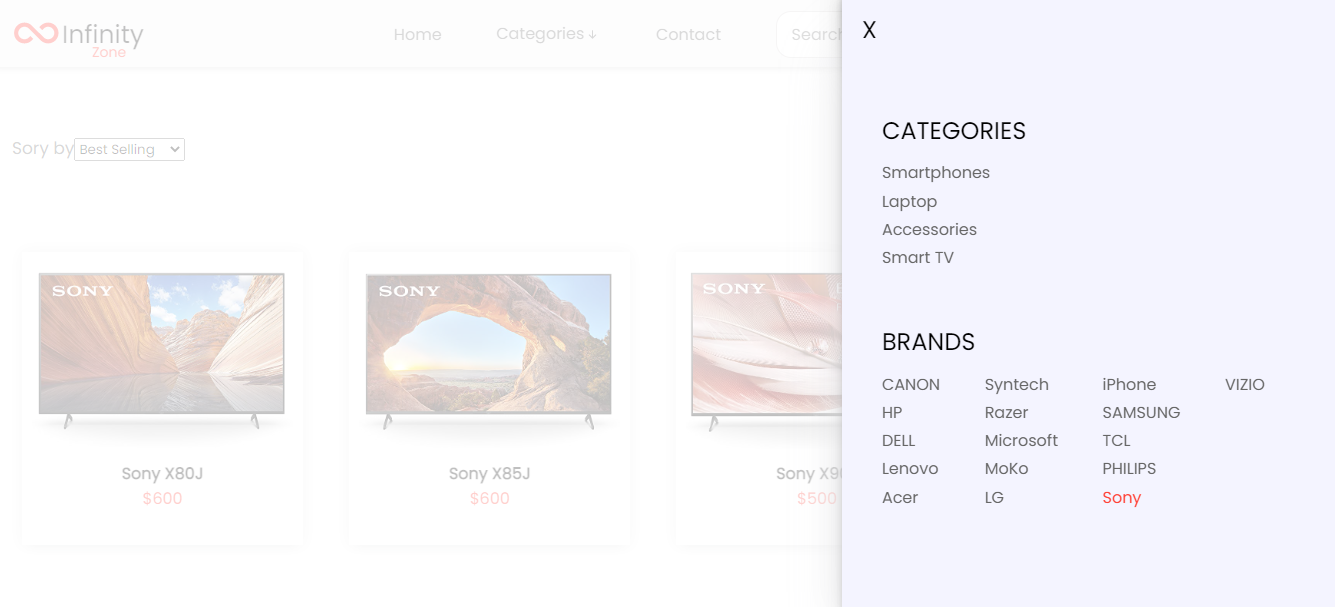 Infinity
Zone
Home
Categories ↓
Contact
Search
X
CATEGORIES
Smartphones
Laptop
Accessories
Smart TV
Sory by Best Selling
BRANDS
CANON Syntech iPhone VIZIO
HP Razer SAMSUNG
DELL Microsoft TCL
Lenovo MoKo PHILIPS
Acer LG Sony
SONY
SONY
SONY
Sony X80J
$600
Sony X85J
$600
Sony
$500